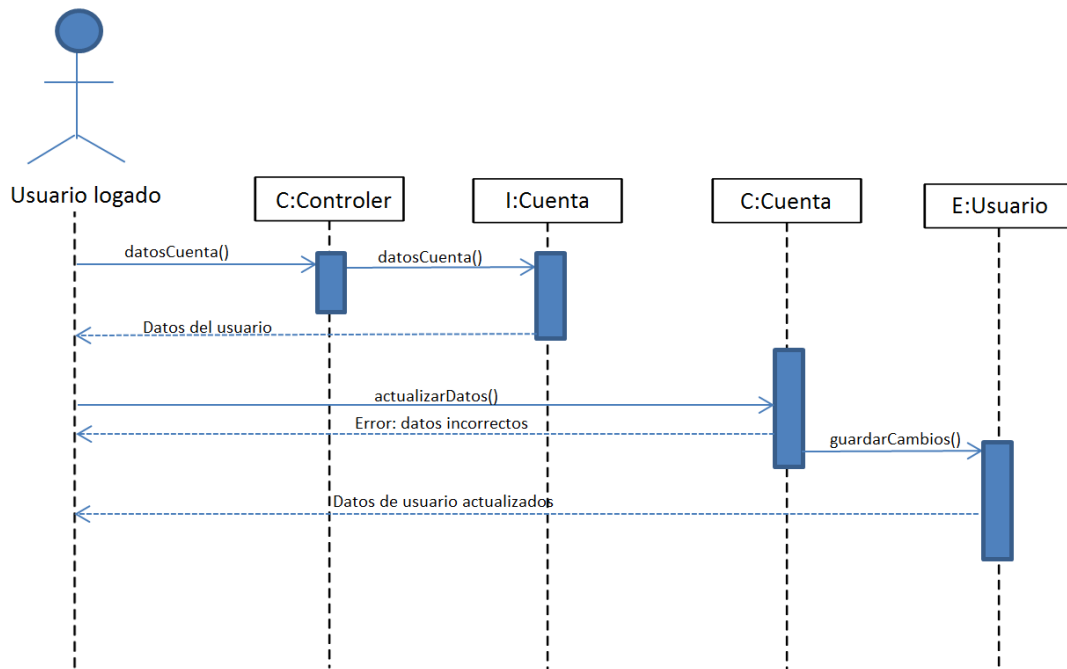 Usuario logado
C:Controler
I:Cuenta
C:Cuenta
E:Usuario
datosCuenta()
datosCuenta()
Datos del usuario
actualizarDatos()
Error: datos incorrectos
guardarCambios()
Datos de usuario actualizados